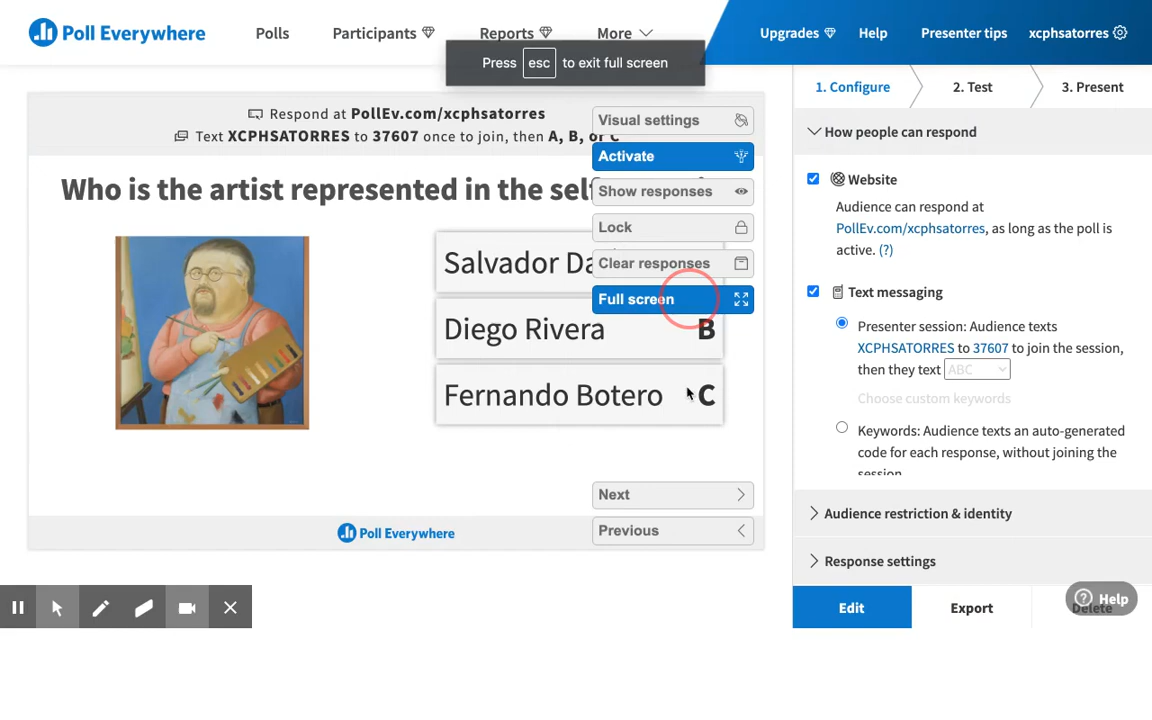 Poll Everywhere
Polls
Participants
Reports
More
Upgrades
Help
Presenter tips
xcphsatorres
Press esc to exit full screen
Respond at PollEv.com/xcphsatorres
Text XCPHSATORRES to 37607 once to join, then A, B, or C
Who is the artist represented in the sel
Salvador Da
Diego Rivera B
Fernando Botero C
Visual settings
Activate
Show responses
Lock
Clear responses
Full screen
Next
Previous
Poll Everywhere
1. Configure
2. Test
3. Present
How people can respond
Website
Audience can respond at
PollEv.com/xcphsatorres, as long as the poll is
active. (?)
Text messaging
Presenter session: Audience texts
XCPHSATORRES to 37607 to join the session,
then they text ABC
Choose custom keywords
Keywords: Audience texts an auto-generated
code for each response, without joining the
session
Audience restriction & identity
Response settings
Edit
Export
Delete
Help